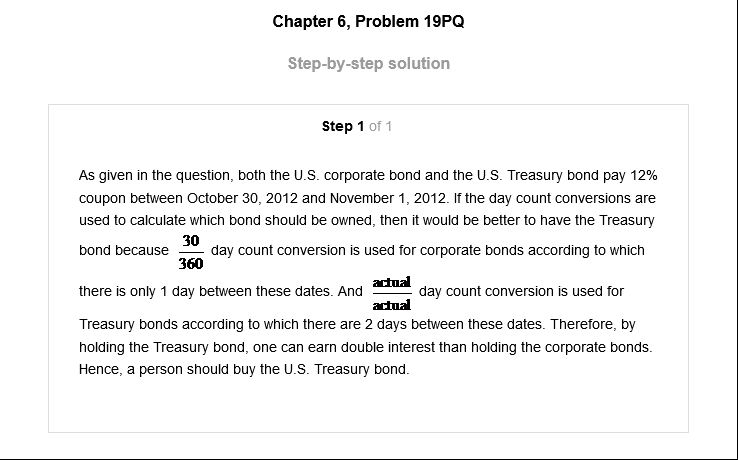 Chapter 6, Problem 19PQ
Step-by-step solution
Step 1 of 1
As given in the question, both the U.S. corporate bond and the U.S. Treasury bond pay 12%
coupon between October 30, 2012 and November 1, 2012. If the day count conversions are
used to calculate which bond should be owned, then it would be better to have the Treasury
bond because 30/360 day count conversion is used for corporate bonds according to which
there is only 1 day between these dates. And actual/actual day count conversion is used for
Treasury bonds according to which there are 2 days between these dates. Therefore, by
holding the Treasury bond, one can earn double interest than holding the corporate bonds.
Hence, a person should buy the U.S. Treasury bond.